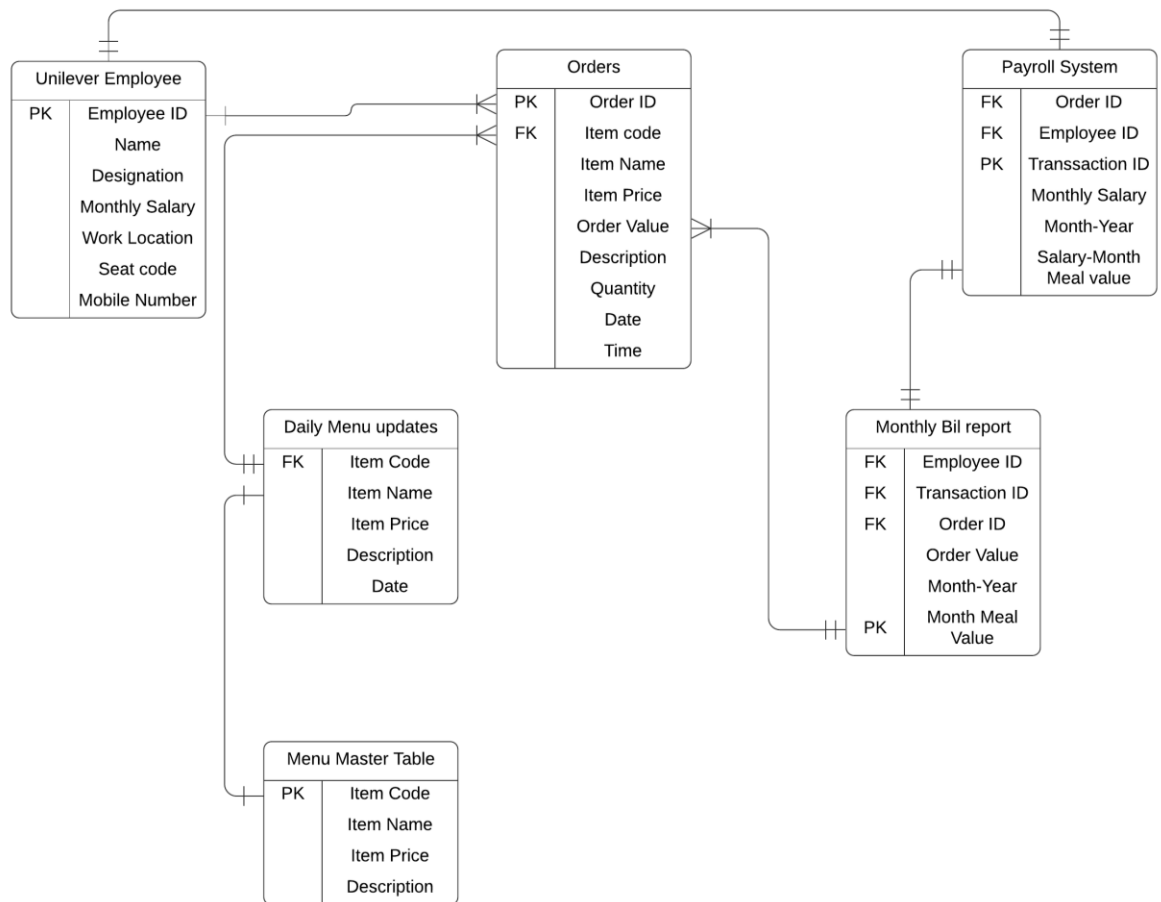 Unilever Employee
PK Employee ID
Name
Designation
Monthly Salary
Work Location
Seat code
Mobile Number
Orders
PK Order ID
FK Item code
Item Name
Item Price
Order Value
Description
Quantity
Date
Time
Payroll System
FK Order ID
FK Employee ID
PK Transsaction ID
Monthly Salary
Month-Year
Salary-Month
Meal value
Daily Menu updates
FK Item Code
Item Name
Item Price
Description
Date
Monthly Bil report
FK Employee ID
FK Transaction ID
FK Order ID
Order Value
Month-Year
PK Month Meal
Value
Menu Master Table
PK Item Code
Item Name
Item Price
Description